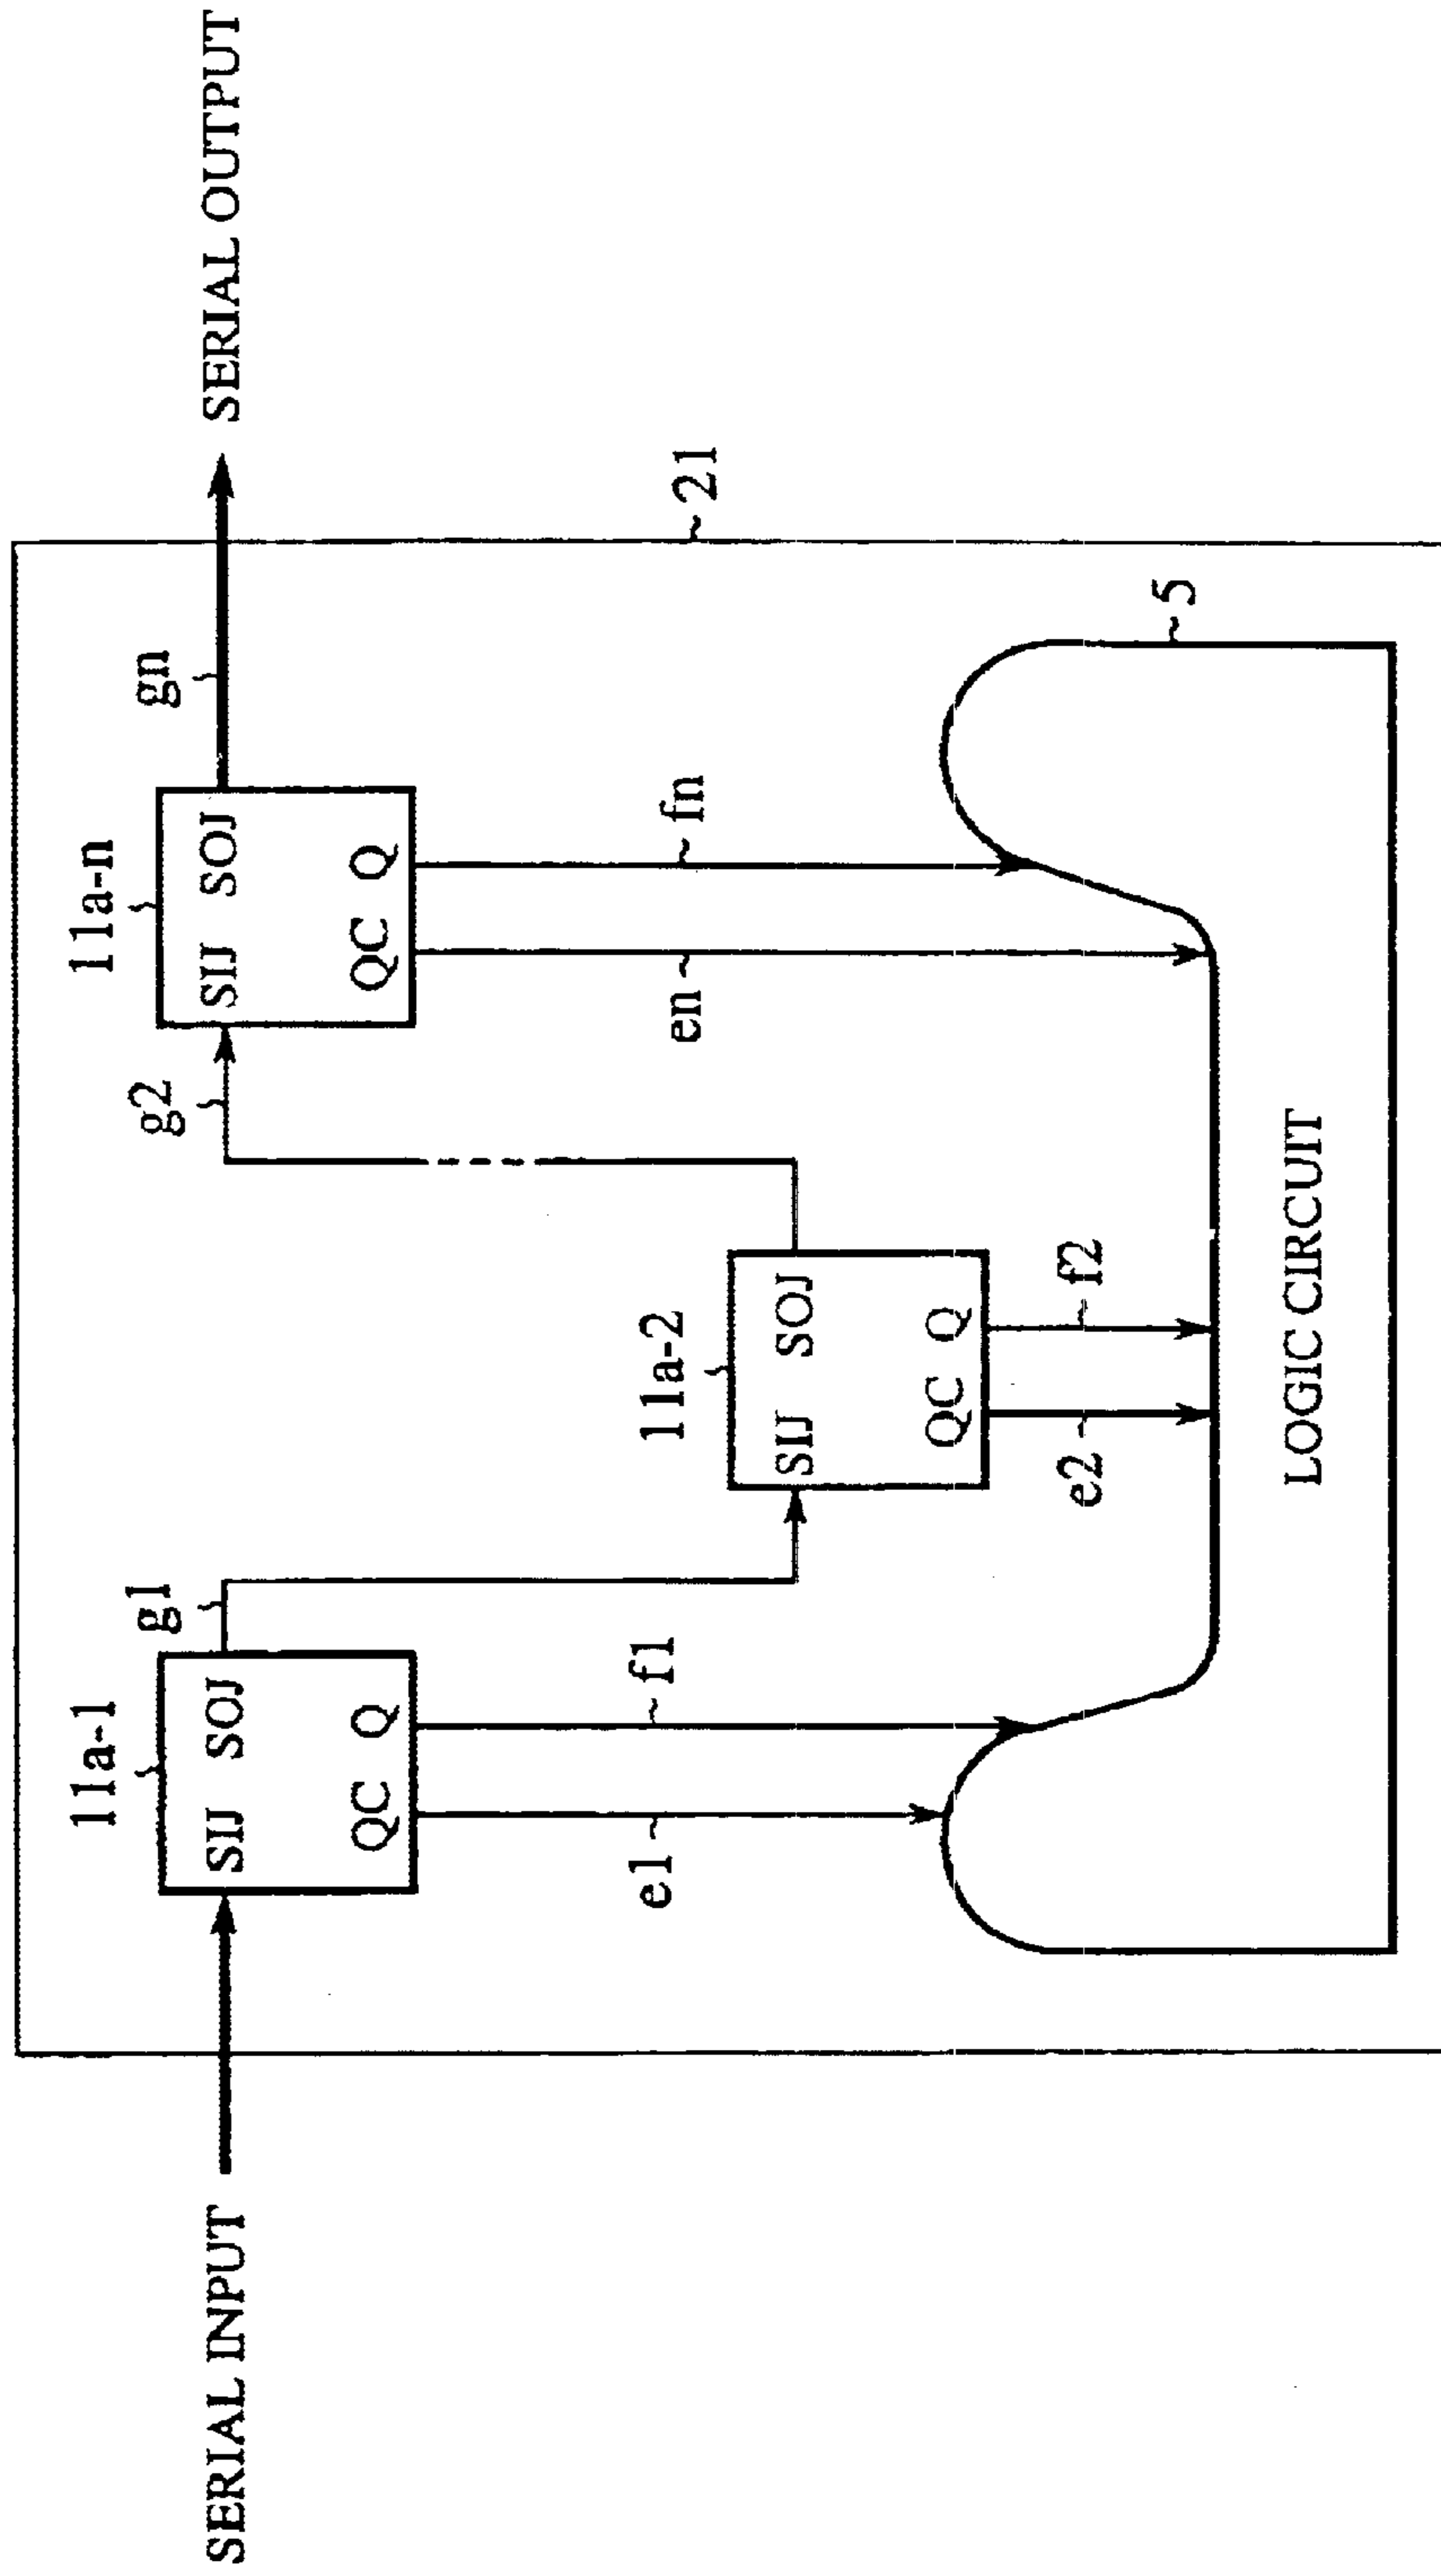 SERIAL INPUT
11a-1
SIJ SOJ
QC Q
g1
e1
f1
11a-2
SIJ SOJ
QC Q
e2
f2
g2
11a-n
SIJ SOJ
QC Q
gn
en
fn
SERIAL OUTPUT
21
5
LOGIC CIRCUIT